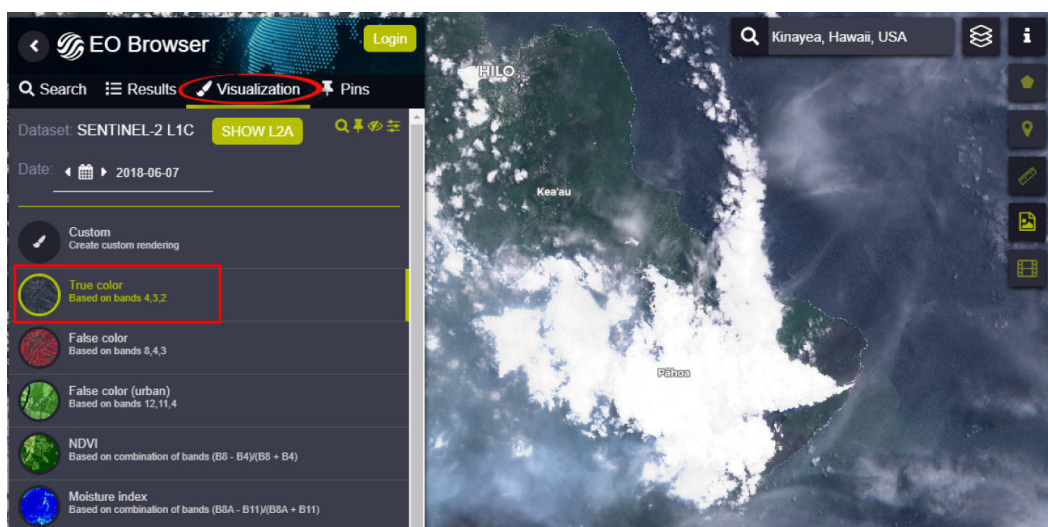 EO Browser
Login
Search
Results
Visualization
Pins
Dataset: SENTINEL-2 L1C
SHOW L2A
Date:
2018-06-07
Custom
Create custom rendering
True color
Based on bands 4,3,2
False color
Based on bands 8,4,3
False color (urban)
Based on bands 12,11,4
NDVI
Based on combination of bands (B8 - B4)/(B8 + B4)
Moisture index
Based on combination of bands (B8A - B11)/(B8A + B11)
Kīnayea, Hawaii, USA
i
HILO
Kea'au
Pāhoa